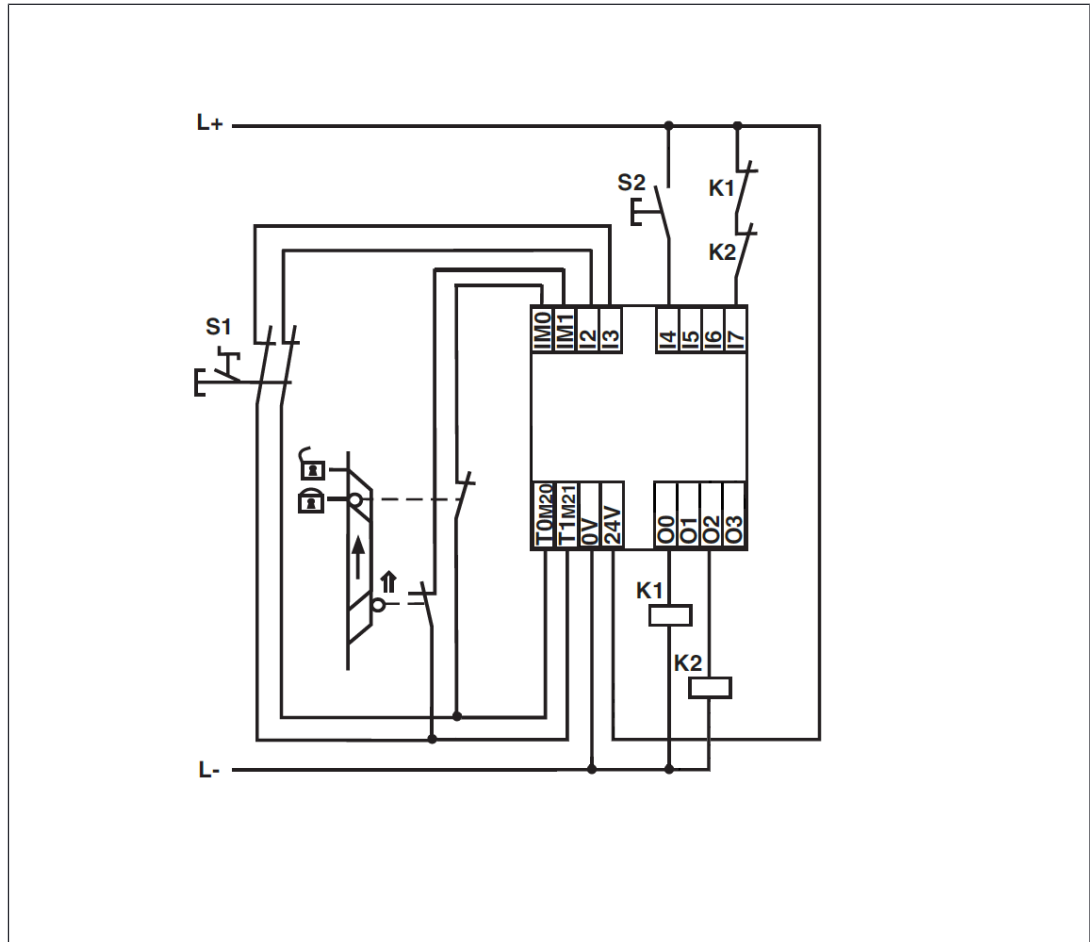 L+
S2
K1
K2
S1
IM0 IM1 I2 I3 I4 I5 I6 I7
T0M20 T1M21 0V 24V O0 O1 O2 O3
K1
K2
L-